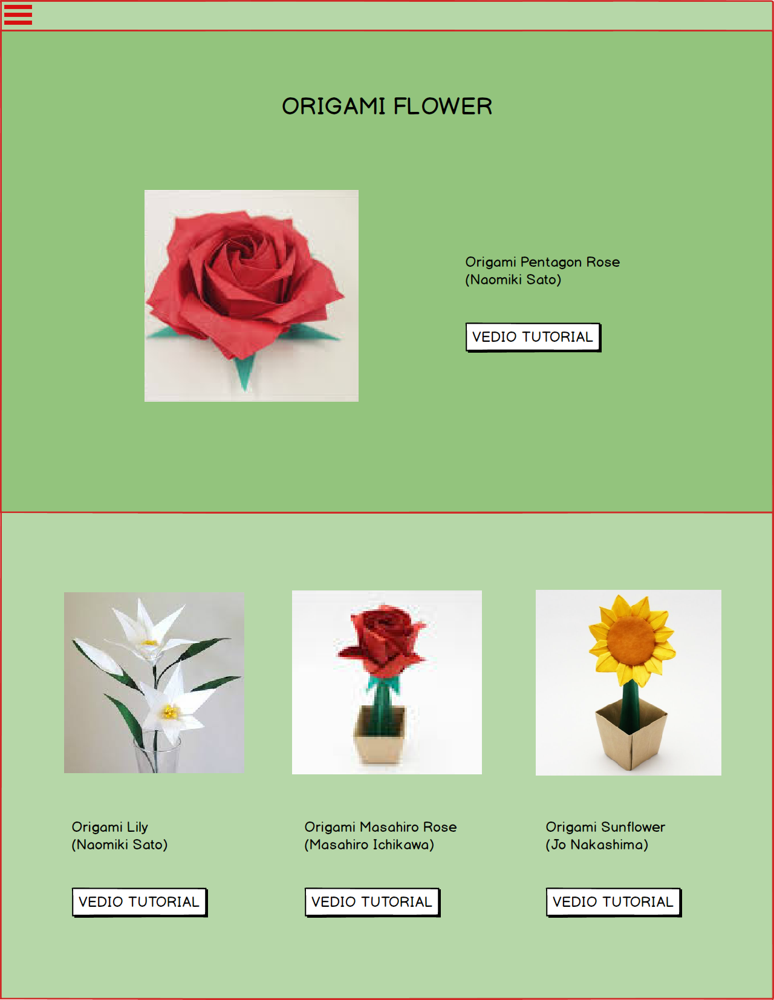 ORIGAMI FLOWER
Origami Pentagon Rose
(Naomiki Sato)
VEDIO TUTORIAL
Origami Lily
(Naomiki Sato)
VEDIO TUTORIAL
Origami Masahiro Rose
(Masahiro Ichikawa)
VEDIO TUTORIAL
Origami Sunflower
(Jo Nakashima)
VEDIO TUTORIAL